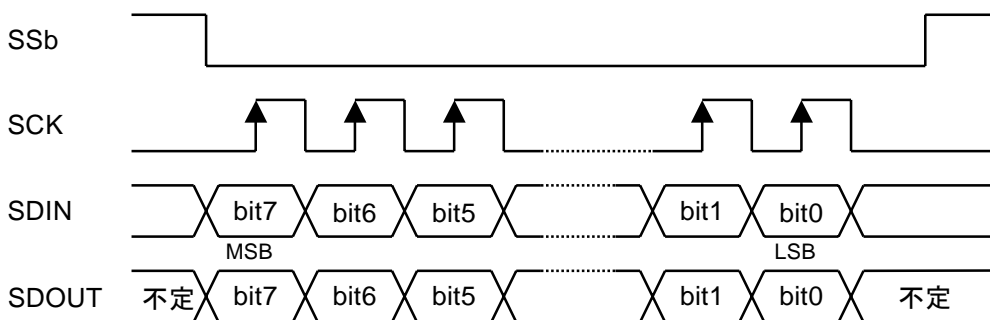 SSb
SCK
SDIN bit7 bit6 bit5 bit1 bit0
MSB LSB
SDOUT 不定 bit7 bit6 bit5 bit1 bit0 不定